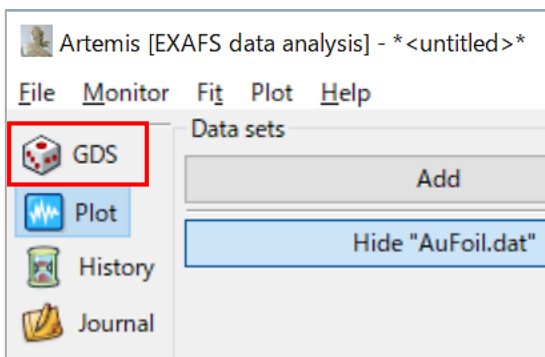 Artemis [EXAFS data analysis] - *<untitled>*
File Monitor Fit Plot Help
GDS
Data sets
Add
Plot
Hide "AuFoil.dat"
History
Journal